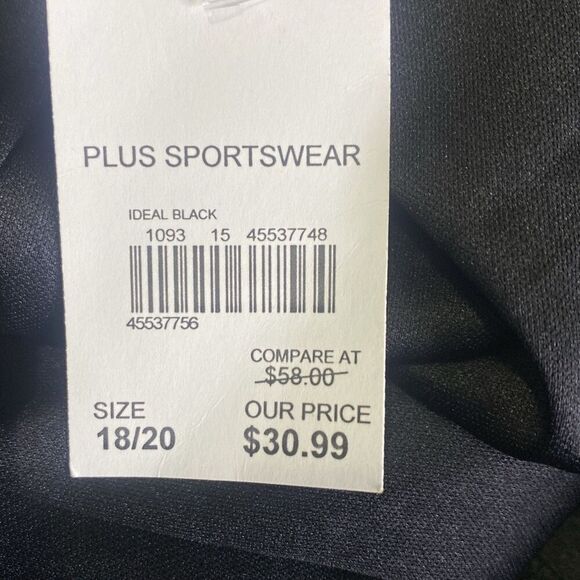 PLUS SPORTSWEAR
IDEAL BLACK
1093 15 45537748
45537756
COMPARE AT
$58.00
SIZE OUR PRICE
18/20 $30.99